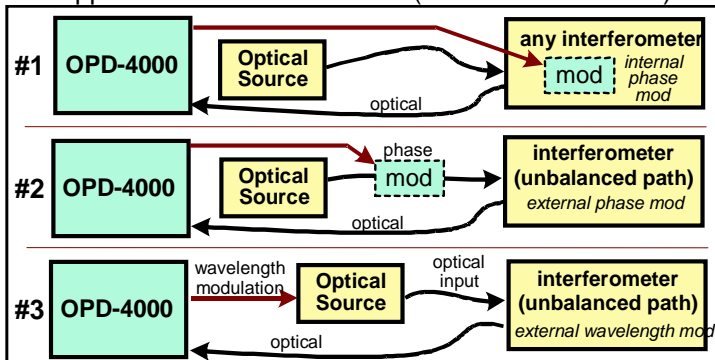 #1
OPD-4000
Optical
Source
optical
any interferometer
mod
internal
phase
mod
#2
OPD-4000
Optical
Source
phase
mod
optical
interferometer
(unbalanced path)
external phase mod
#3
OPD-4000
wavelength
modulation
Optical
Source
optical
input
optical
interferometer
(unbalanced path)
external wavelength mod